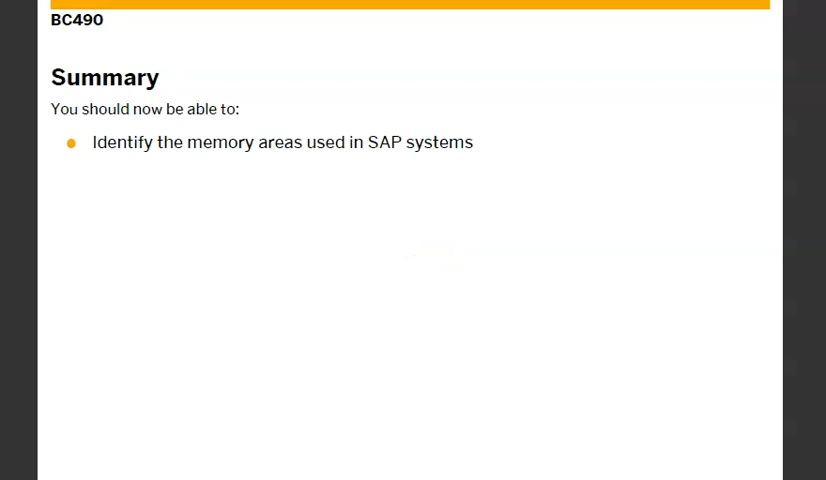 BC490
Summary
You should now be able to:
Identify the memory areas used in SAP systems